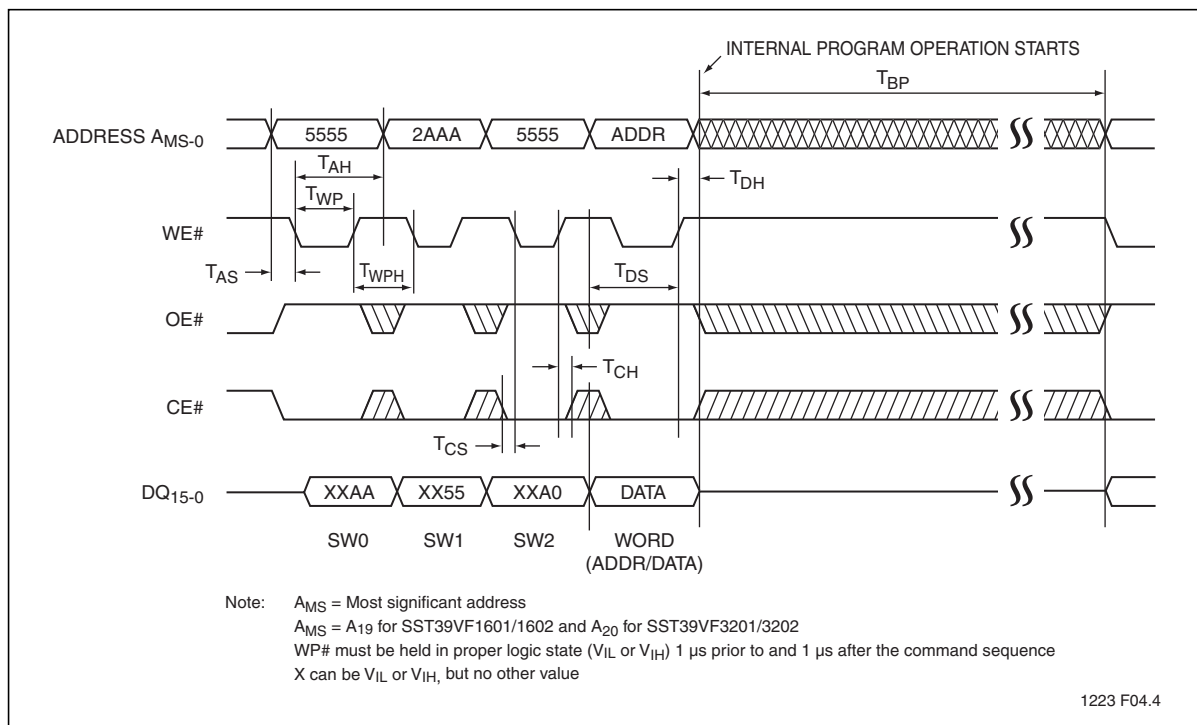 INTERNAL PROGRAM OPERATION STARTS
TBP
ADDRESS AMS-0
5555 2AAA 5555 ADDR
TAH
TDH
TWP
WE#
TAS
TWPH
TDS
OE#
TCH
CE#
TCS
DQ15-0
XXAA XX55 XXA0 DATA
SW0 SW1 SW2 WORD
(ADDR/DATA)
Note: AMS = Most significant address
AMS = A19 for SST39VF1601/1602 and A20 for SST39VF3201/3202
WP# must be held in proper logic state (VIL or VIH) 1 µs prior to and 1 µs after the command sequence
X can be VIL or VIH, but no other value
1223 F04.4